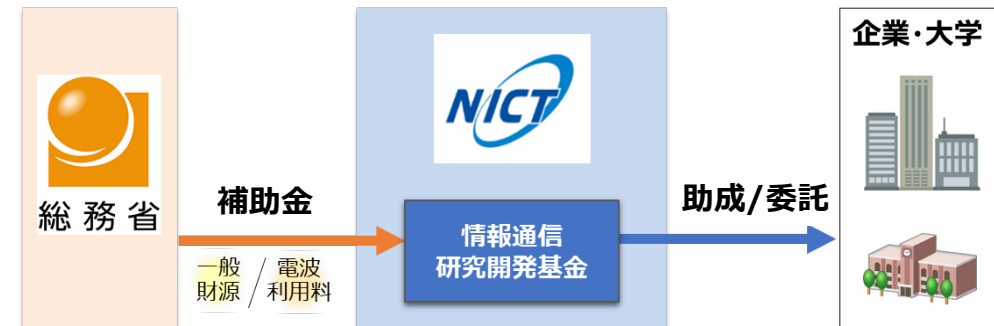 総務省
補助金
一般
財源
/
電波
利用料
NICT
情報通信
研究開発基金
助成/委託
企業・大学